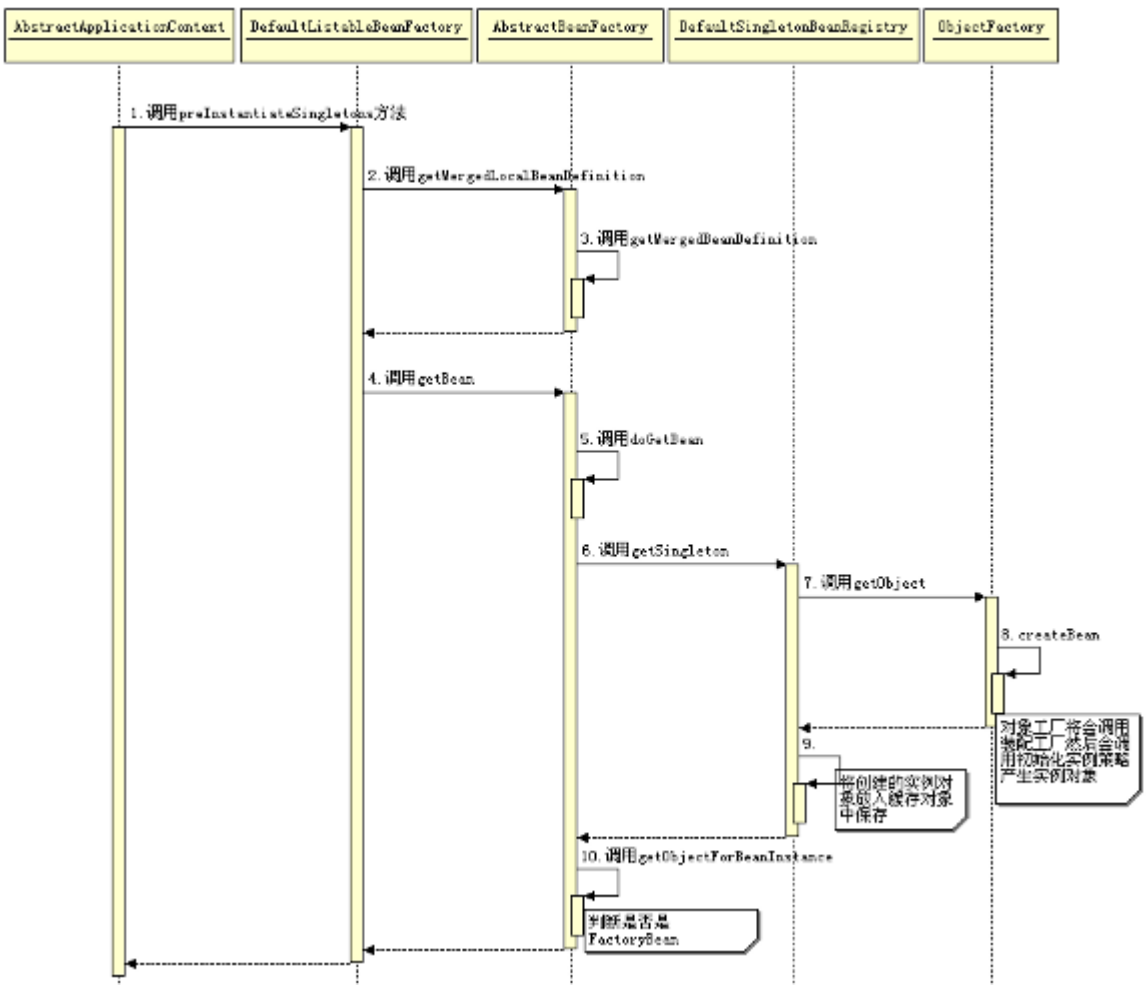 AbstractApplicationContext
DefaultListableBeanFactory
AbstractBeanFactory
DefaultSingletonBeanRegistry
ObjectFactory
1.调用preInstantiateSingletons方法
2.调用getMergedLocalBeanDefinition
3.调用getMergedBeanDefinition
4.调用getBean
5.调用doGetBean
6.调用getSingleton
7.调用getObject
8.createBean
对象工厂将会调用
装配工厂然后会调
用初始化实例策略
产生实例对象
9.
将创建的实例对
象放入缓存对象
中保存
10.调用getObjectForBeanInstance
判断是否是
FactoryBean